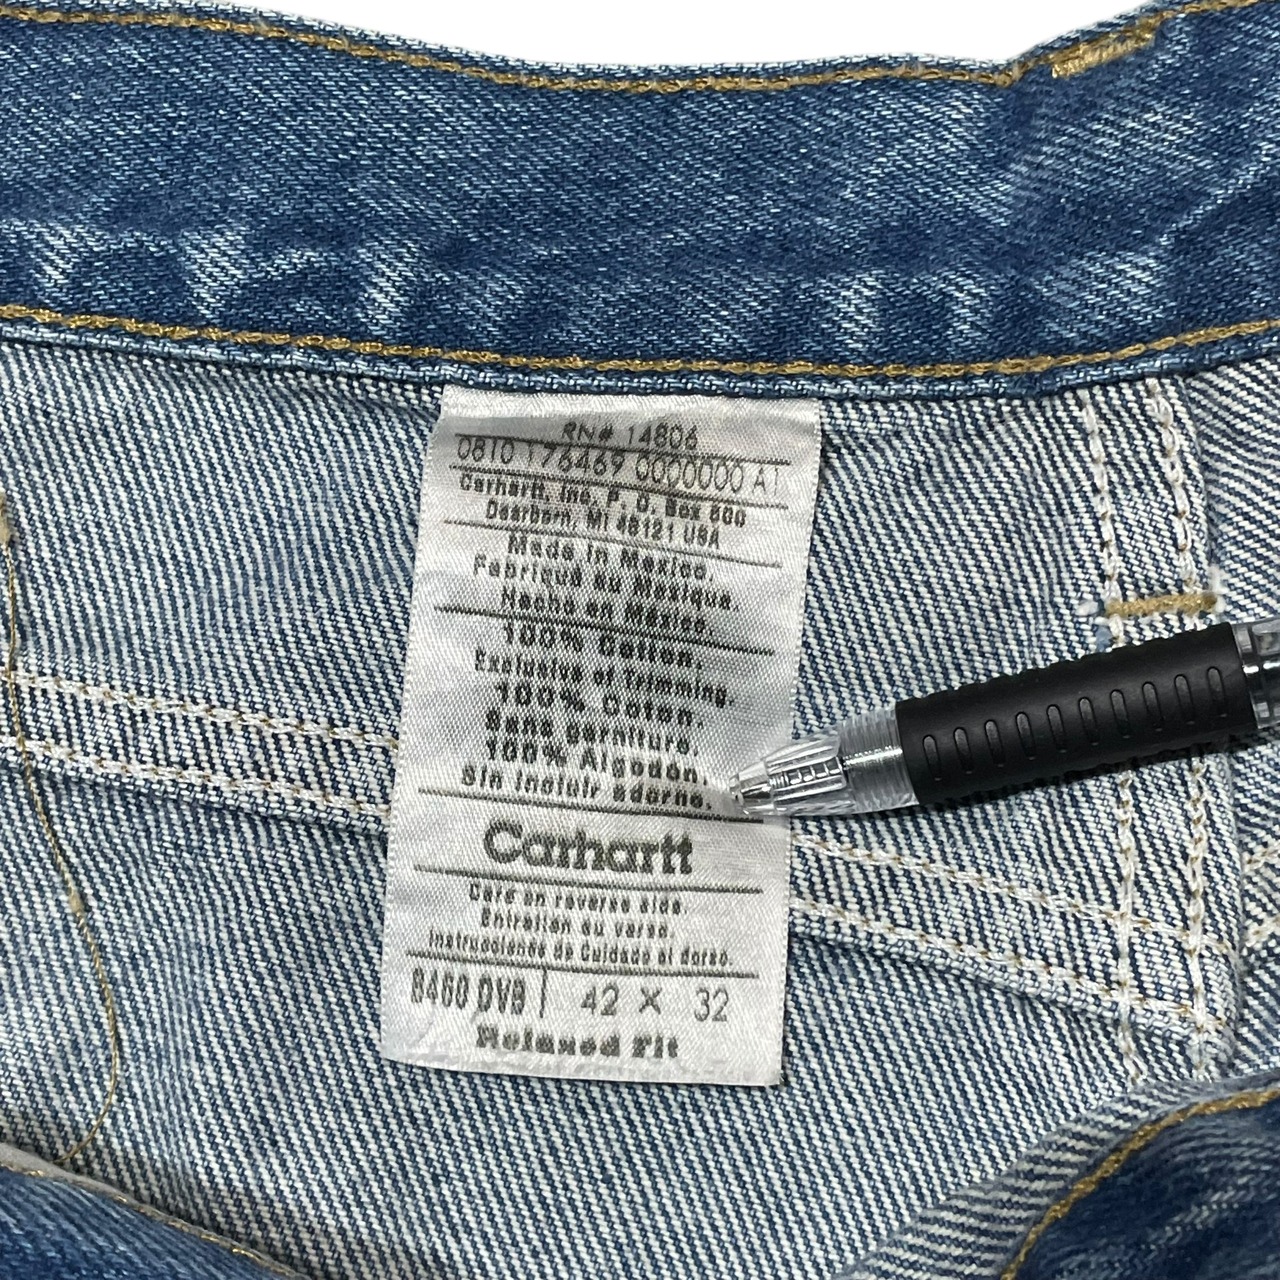 RN# 14806
0810 176469 0000000 A1
Carhartt, Inc. P. O. Box 600
Dearborn, MI 48121 USA
Made in Mexico.
Fabriqué au Mexique.
Hecho en México.
100% Cotton.
Exclusive of Trimming.
100% Coton.
Sans garniture.
100% Algodón.
Sin incluir adorno.
Carhartt
Care on reverse side.
Entretien au verso.
Instrucciones de Cuidado al dorso.
B460 DVB 42 X 32
Relaxed Fit